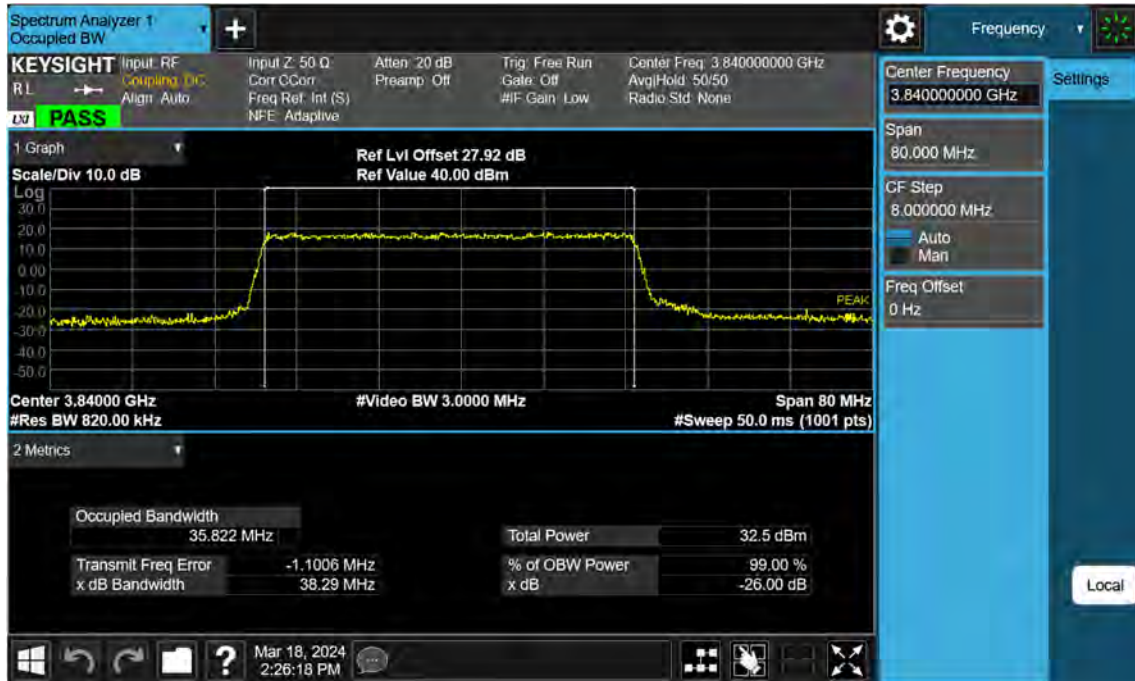 Spectrum Analyzer 1
Occupied BW
+
Frequency
KEYSIGHT Input: RF Input Z: 50 Ω Atten: 20 dB Trig: Free Run Center Freq: 3.840000000 GHz
RL Coupling: DC Corr CCorr Preamp: Off Gate: Off Avg|Hold: 50/50
Align: Auto Freq Ref: Int (S) #IF Gain: Low Radio Std: None
LXI PASS NFE: Adaptive
1 Graph
Ref Lvl Offset 27.92 dB
Scale/Div 10.0 dB Ref Value 40.00 dBm
Log
30.0
20.0
10.0
0.00
-10.0
-20.0
-30.0
-40.0
-50.0
PEAK
Center 3.84000 GHz #Video BW 3.0000 MHz Span 80 MHz
#Res BW 820.00 kHz #Sweep 50.0 ms (1001 pts)
2 Metrics
Occupied Bandwidth
35.822 MHz Total Power 32.5 dBm
Transmit Freq Error -1.1006 MHz % of OBW Power 99.00 %
x dB Bandwidth 38.29 MHz x dB -26.00 dB
Center Frequency
3.840000000 GHz
Settings
Span
80.000 MHz
CF Step
8.000000 MHz
Auto
Man
Freq Offset
0 Hz
Local
?
Mar 18, 2024
2:26:18 PM